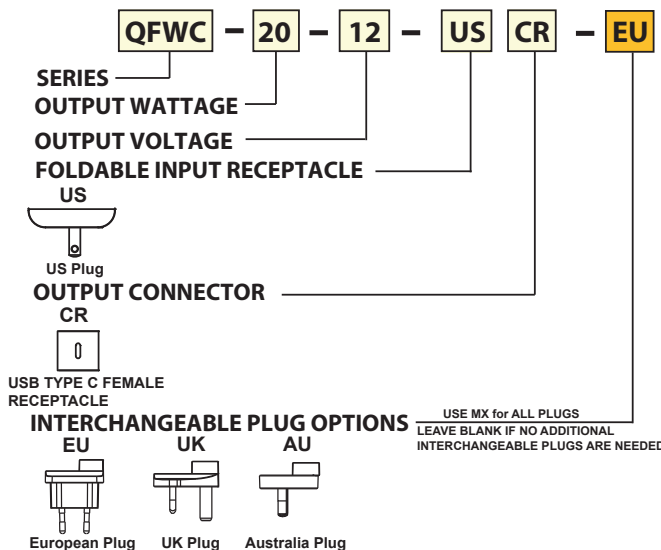 QFWC - 20 - 12 - US CR - EU
SERIES
OUTPUT WATTAGE
OUTPUT VOLTAGE
FOLDABLE INPUT RECEPTACLE
US
US Plug
OUTPUT CONNECTOR
CR
USB TYPE C FEMALE
RECEPTACLE
INTERCHANGEABLE PLUG OPTIONS
USE MX for ALL PLUGS
LEAVE BLANK IF NO ADDITIONAL
INTERCHANGEABLE PLUGS ARE NEEDED
EU UK AU
European Plug UK Plug Australia Plug